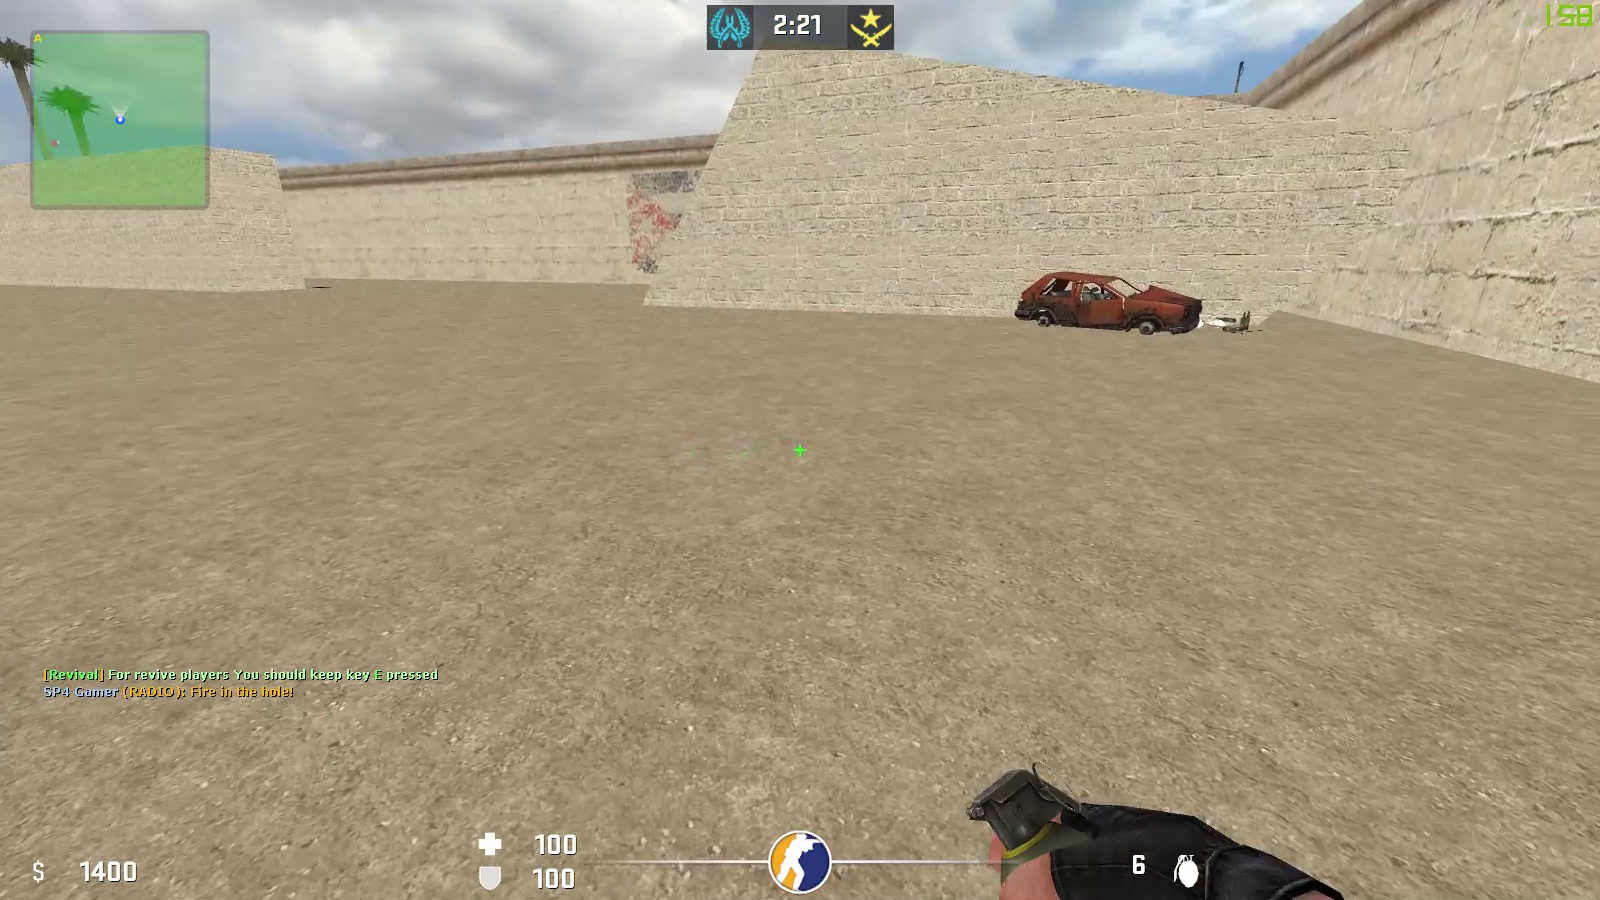 A
2:21
158
[Revival] For revive players You should keep key E pressed
SP4 Gamer (RADIO): Fire in the hole!
$ 1400
100
100
6